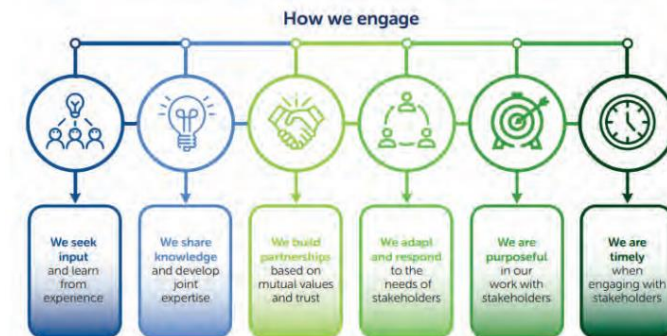 How we engage
We seek
input
and learn
from
experience
We share
knowledge
and develop
joint
expertise
We build
partnerships
based on
mutual values
and trust
We adapt
and respond
to the
needs of
stakeholders
We are
purposeful
in our
work with
stakeholders
We are
timely
when
engaging with
stakeholders